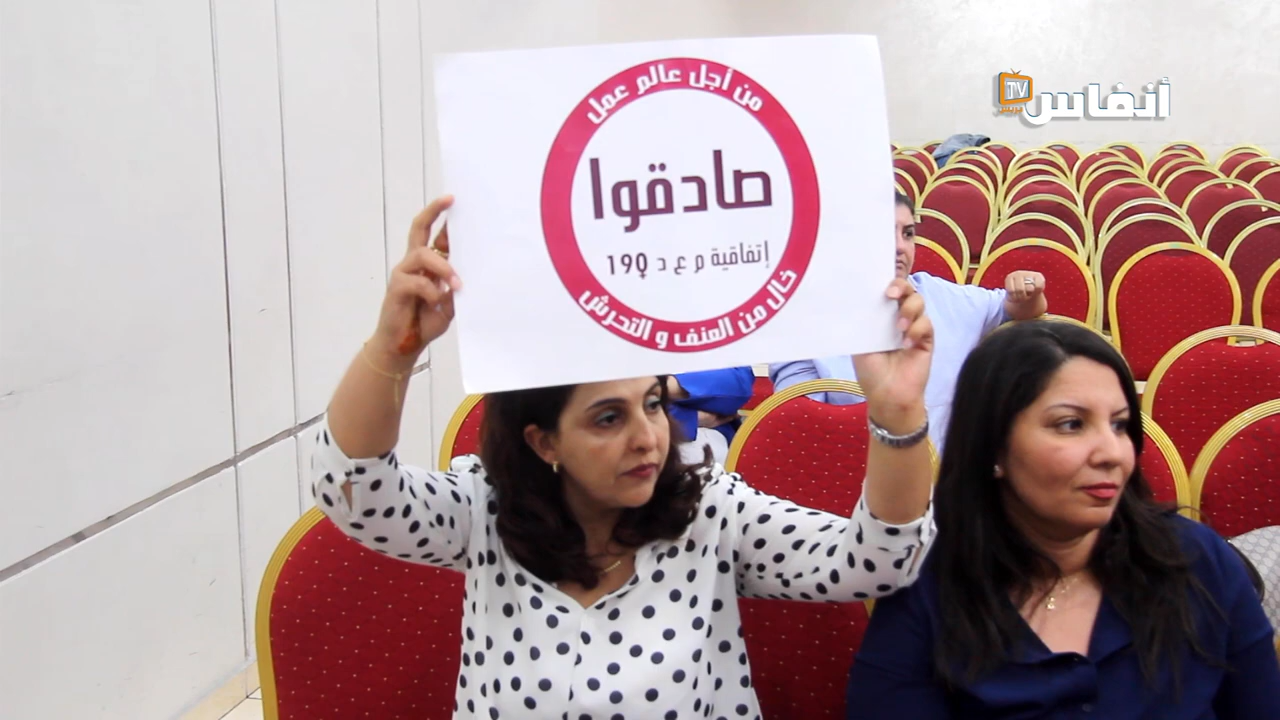 من أجل عالم عمل
صادقوا
إتفاقية م ع د 190
خال من العنف و التحرش
أنفاس
TV